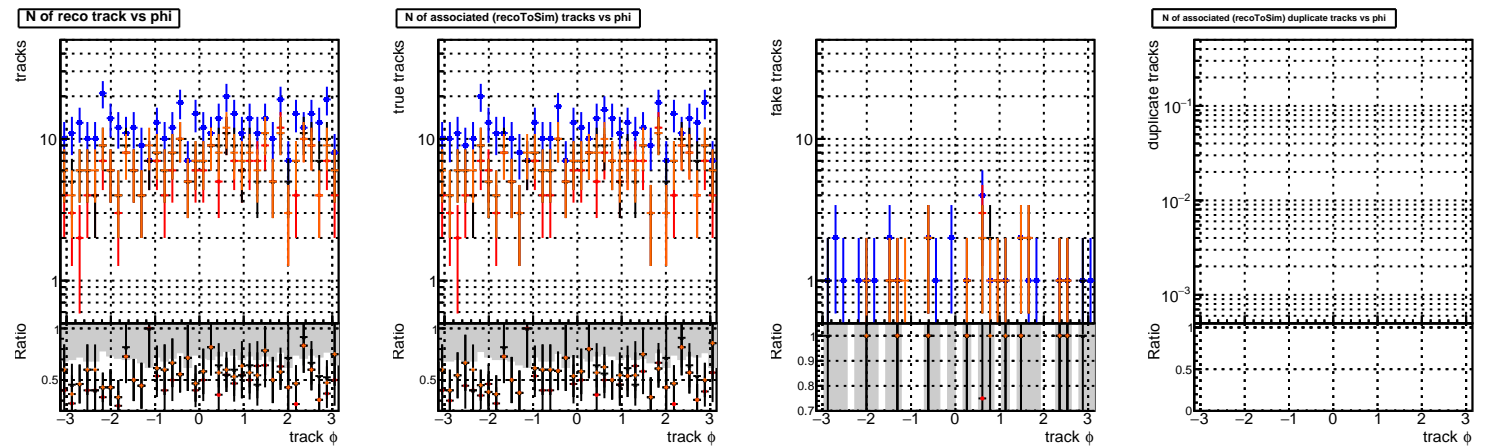 N of reco track vs phi
tracks
10
1
Ratio
1
0.5
−3 −2 −1 0 1 2 3
track ϕ
N of associated (recoToSim) tracks vs phi
true tracks
10
1
Ratio
1
0.5
−3 −2 −1 0 1 2 3
track ϕ
fake tracks
10
1
Ratio
1
0.9
0.8
0.7
−3 −2 −1 0 1 2 3
track ϕ
N of associated (recoToSim) duplicate tracks vs phi
duplicate tracks
10⁻¹
10⁻²
10⁻³
Ratio
1
0.5
0
−3 −2 −1 0 1 2 3
track ϕ